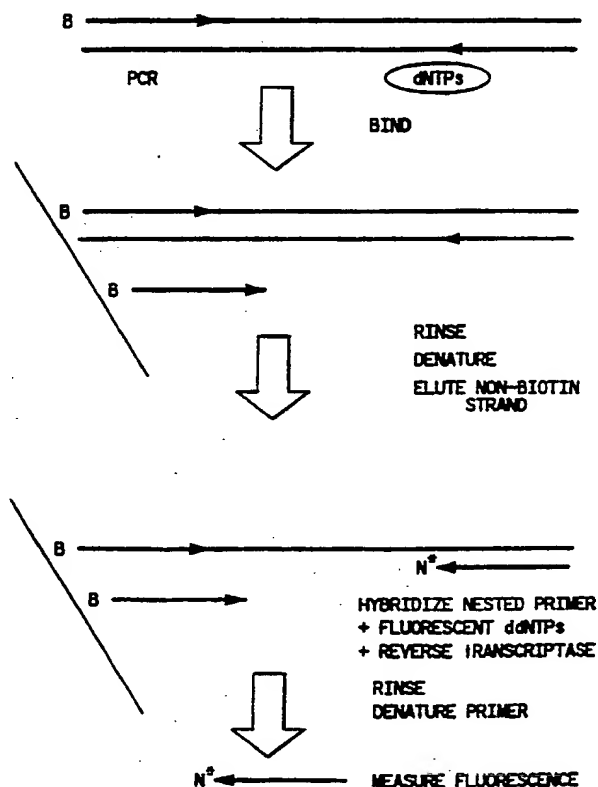 B
PCR
dNTPs
BIND
B
B
RINSE
DENATURE
ELUTE NON-BIOTIN
STRAND
B
N*
B
HYBRIDIZE NESTED PRIMER
+ FLUORESCENT ddNTPs
+ REVERSE TRANSCRIPTASE
RINSE
DENATURE PRIMER
N*
MEASURE FLUORESCENCE